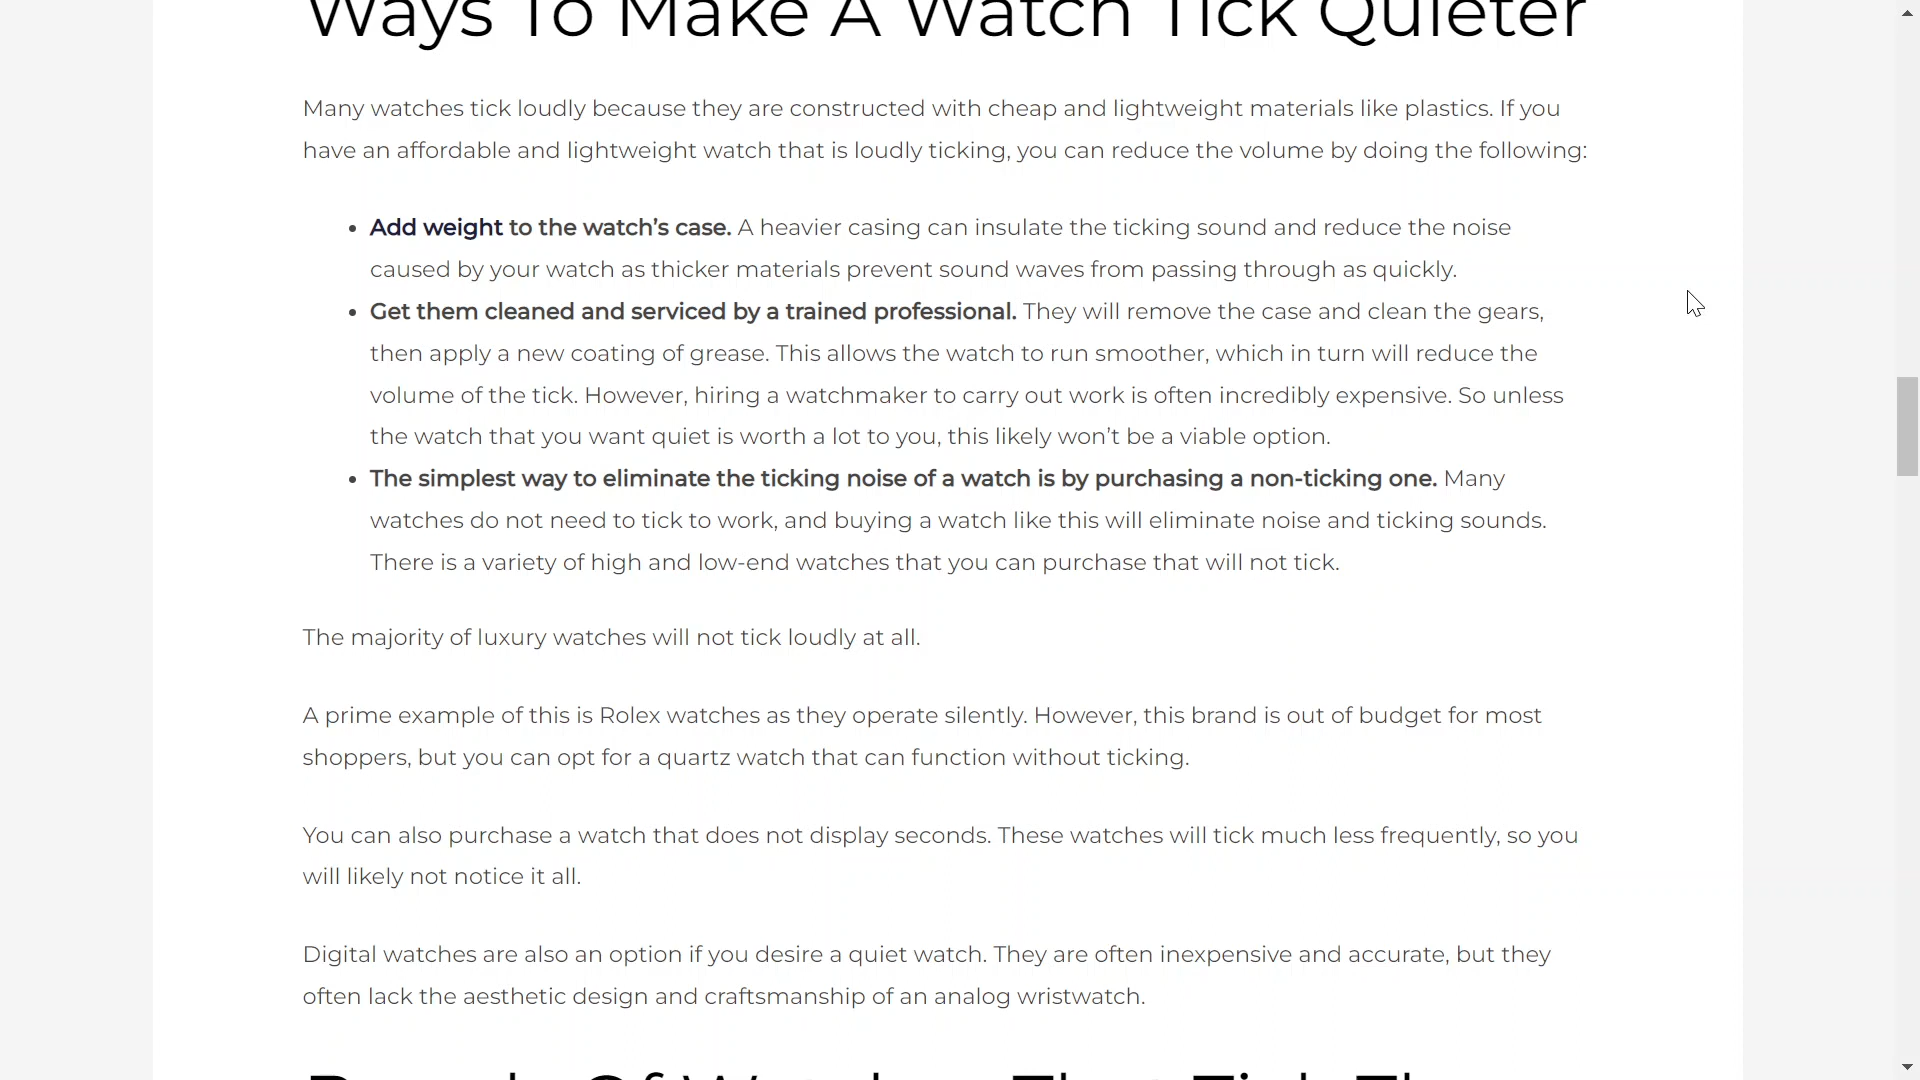 Ways To Make A Watch Tick Quieter
Many watches tick loudly because they are constructed with cheap and lightweight materials like plastics. If you
have an affordable and lightweight watch that is loudly ticking, you can reduce the volume by doing the following:
• Add weight to the watch’s case. A heavier casing can insulate the ticking sound and reduce the noise
caused by your watch as thicker materials prevent sound waves from passing through as quickly.
• Get them cleaned and serviced by a trained professional. They will remove the case and clean the gears,
then apply a new coating of grease. This allows the watch to run smoother, which in turn will reduce the
volume of the tick. However, hiring a watchmaker to carry out work is often incredibly expensive. So unless
the watch that you want quiet is worth a lot to you, this likely won’t be a viable option.
• The simplest way to eliminate the ticking noise of a watch is by purchasing a non-ticking one. Many
watches do not need to tick to work, and buying a watch like this will eliminate noise and ticking sounds.
There is a variety of high and low-end watches that you can purchase that will not tick.
The majority of luxury watches will not tick loudly at all.
A prime example of this is Rolex watches as they operate silently. However, this brand is out of budget for most
shoppers, but you can opt for a quartz watch that can function without ticking.
You can also purchase a watch that does not display seconds. These watches will tick much less frequently, so you
will likely not notice it all.
Digital watches are also an option if you desire a quiet watch. They are often inexpensive and accurate, but they
often lack the aesthetic design and craftsmanship of an analog wristwatch.